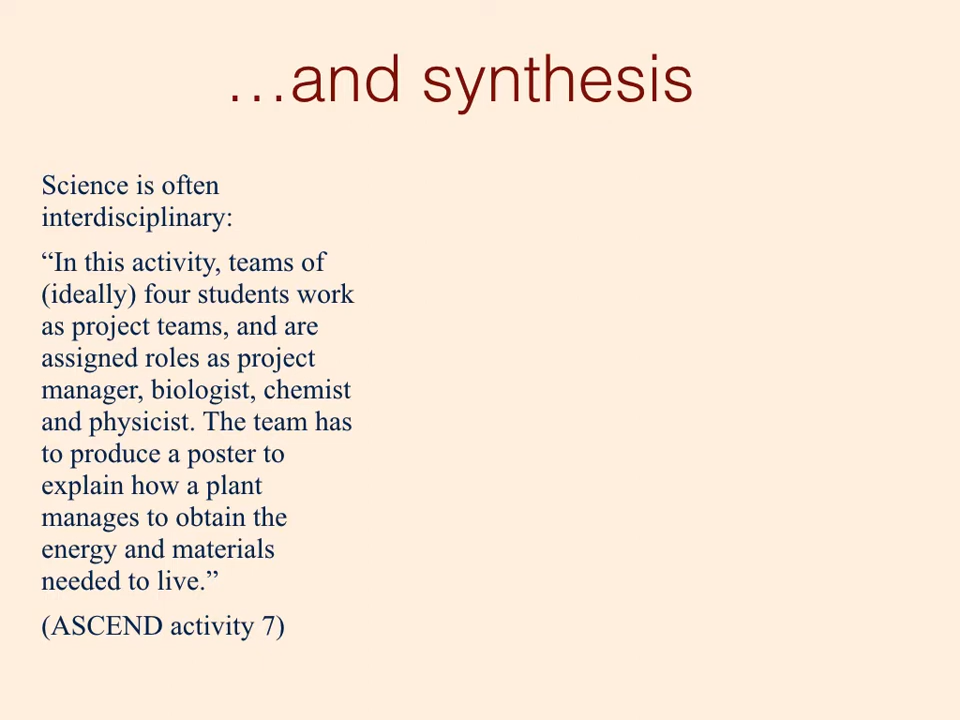 …and synthesis
Science is often
interdisciplinary:
“In this activity, teams of
(ideally) four students work
as project teams, and are
assigned roles as project
manager, biologist, chemist
and physicist. The team has
to produce a poster to
explain how a plant
manages to obtain the
energy and materials
needed to live.”
(ASCEND activity 7)